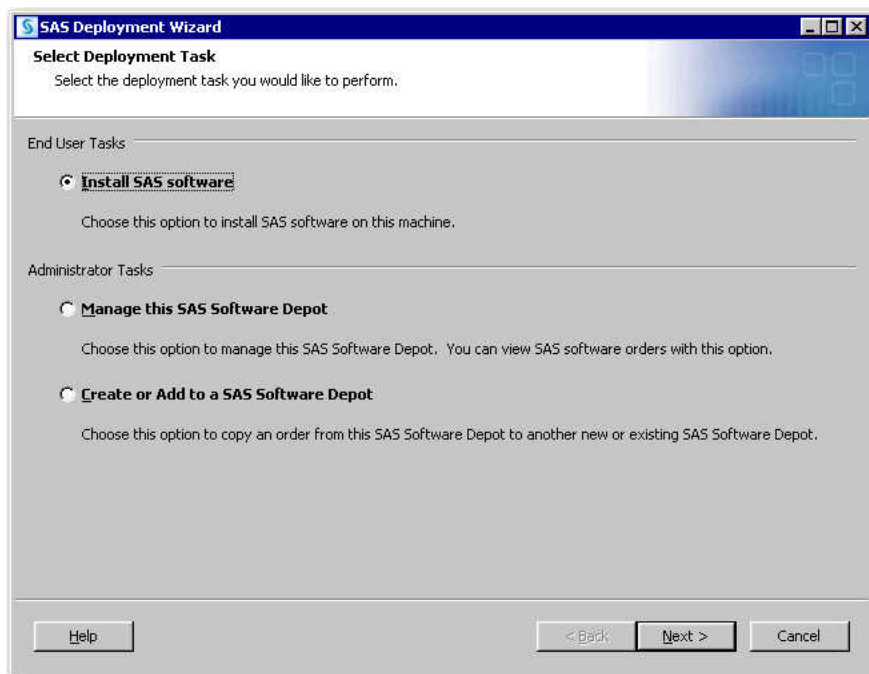 SAS Deployment Wizard
Select Deployment Task
Select the deployment task you would like to perform.
End User Tasks
Install SAS software
Choose this option to install SAS software on this machine.
Administrator Tasks
Manage this SAS Software Depot
Choose this option to manage this SAS Software Depot.  You can view SAS software orders with this option.
Create or Add to a SAS Software Depot
Choose this option to copy an order from this SAS Software Depot to another new or existing SAS Software Depot.
Help < Back Next > Cancel